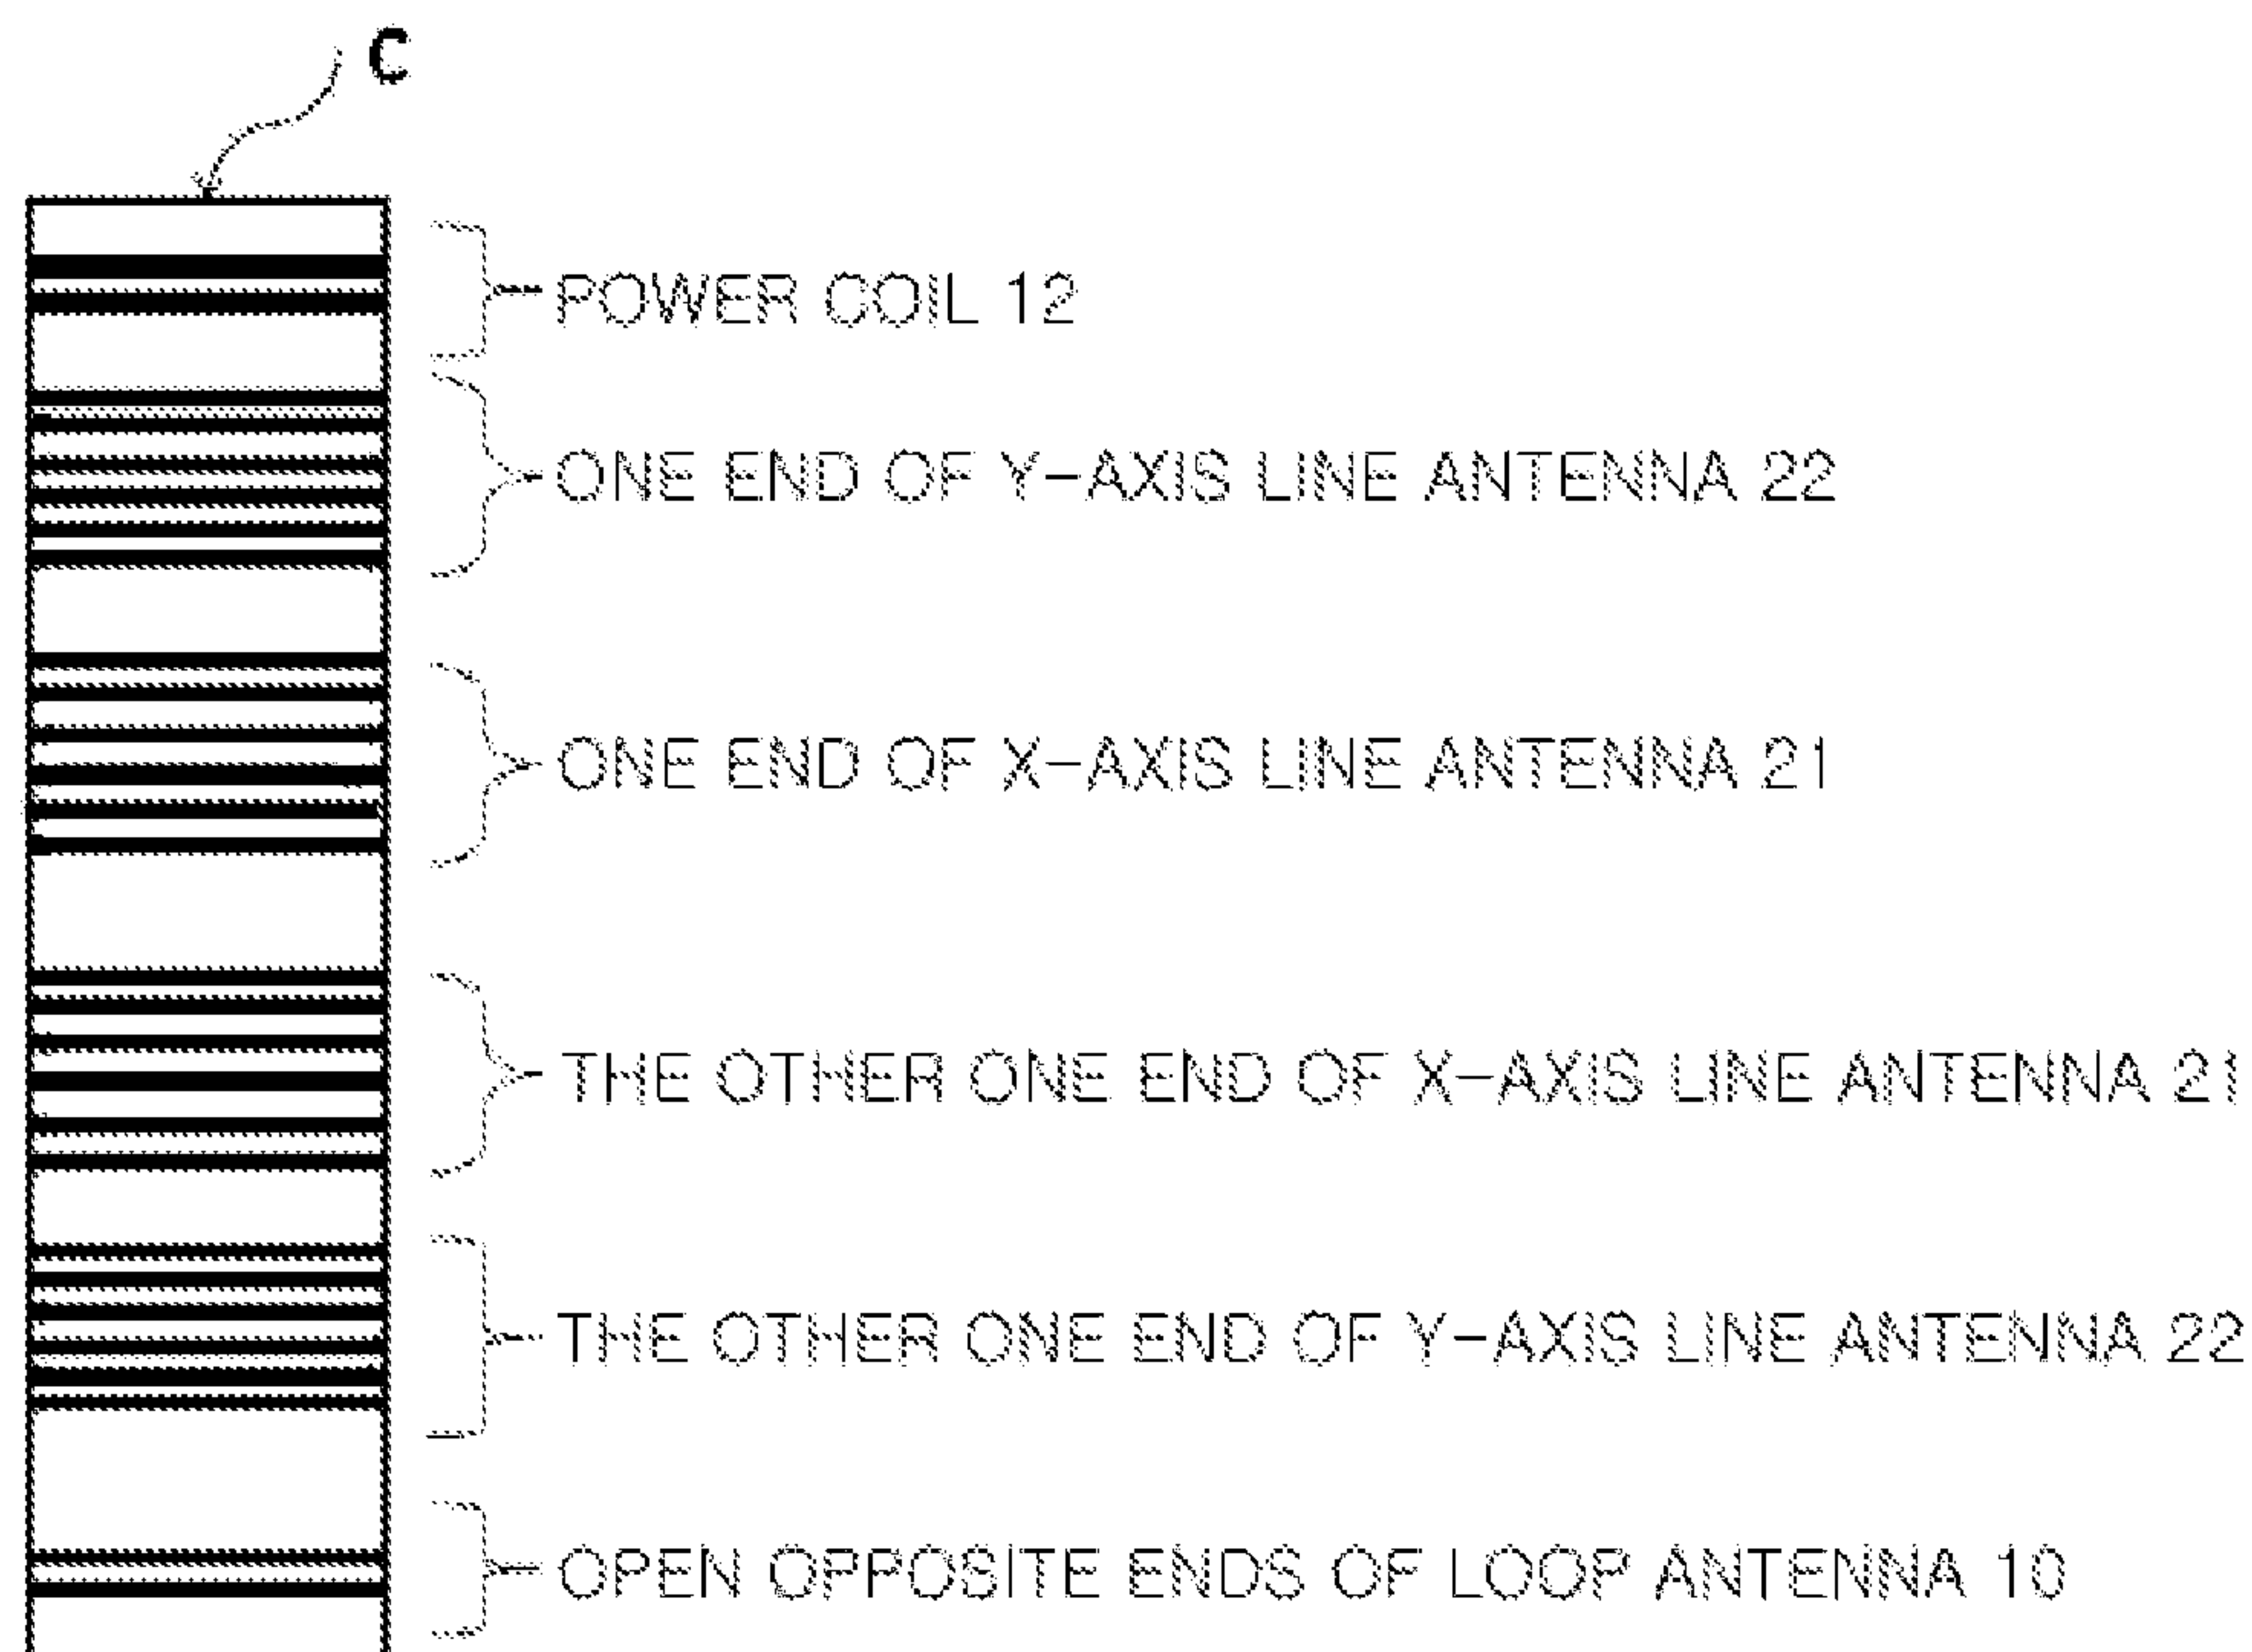 C
POWER COIL 12
ONE END OF Y-AXIS LINE ANTENNA 22
ONE END OF X-AXIS LINE ANTENNA 21
THE OTHER ONE END OF X-AXIS LINE ANTENNA 21
THE OTHER ONE END OF Y-AXIS LINE ANTENNA 22
OPEN OPPOSITE ENDS OF LOOP ANTENNA 10